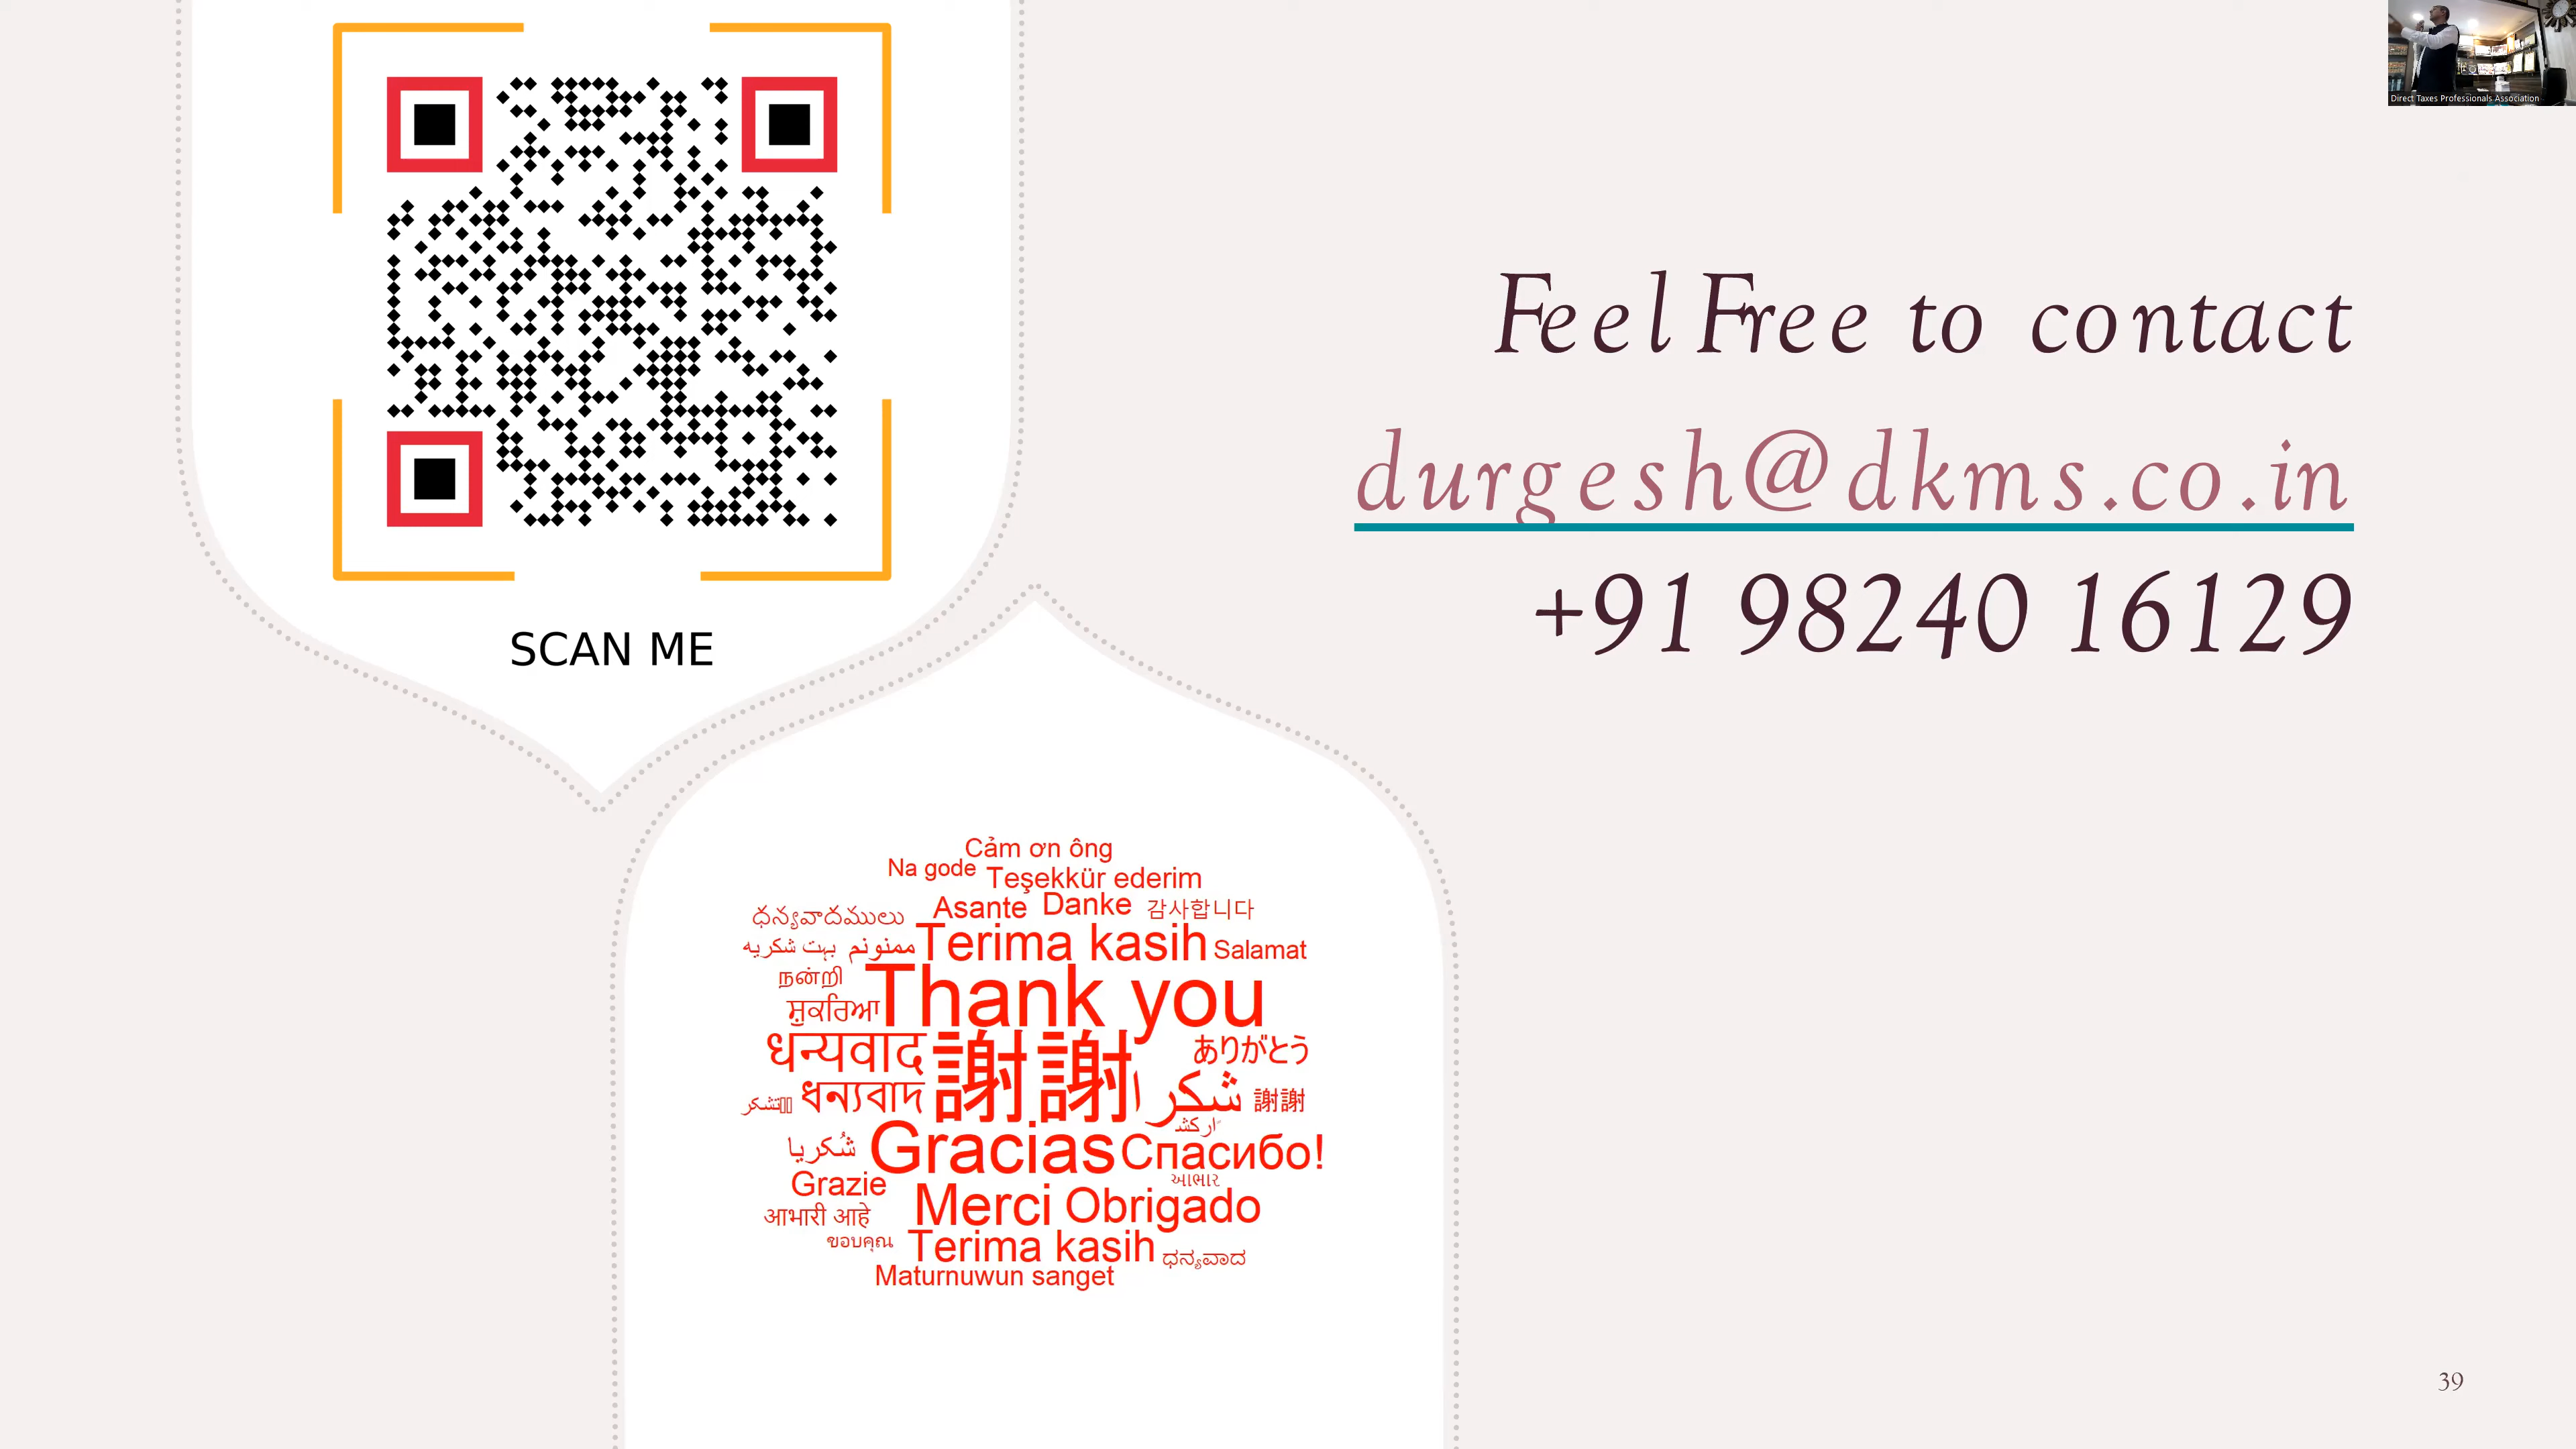 Direct Taxes Professionals Association
Feel Free to contact
durgesh@dkms.co.in
+91 98240 16129
SCAN ME
Cảm ơn ông
Na gode Teşekkür ederim
ధన్యవాదములు Asante Danke 감사합니다
بہت شکریہ ممنونم Terima kasih Salamat
நன்றி Thank you
ਸ਼ੁਕਰਿਆ
धन्यवाद 謝謝 ありがとう
تشكر ধন্যবাদ شكرا 謝謝
شُكريا Gracias Спасибо!
Grazie આભાર
आभारी आहे Merci Obrigado
ขอบคุณ Terima kasih ಧನ್ಯವಾದ
Maturnuwun sanget
39